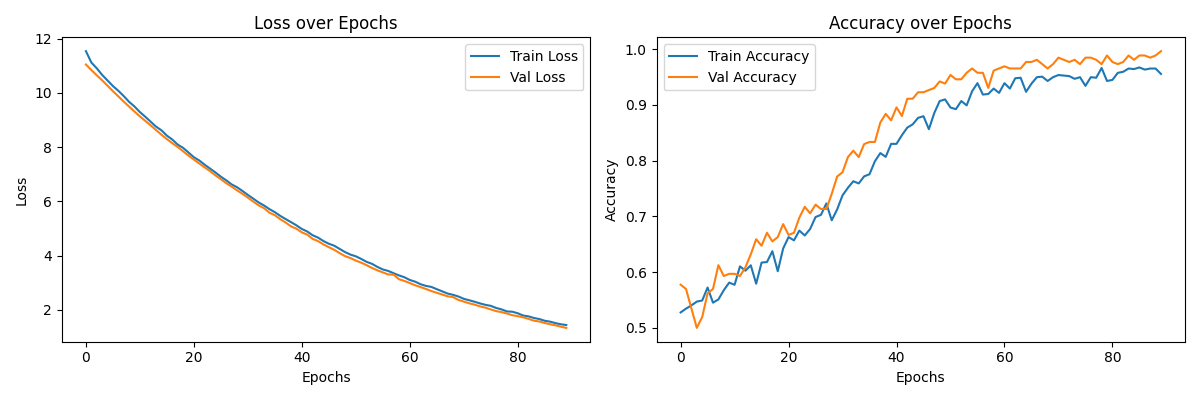 Loss over Epochs
12
10
8
6
4
2
0
20
40
60
80
Loss
Epochs
Train Loss
Val Loss
Accuracy over Epochs
1.0
0.9
0.8
0.7
0.6
0.5
0
20
40
60
80
Accuracy
Epochs
Train Accuracy
Val Accuracy